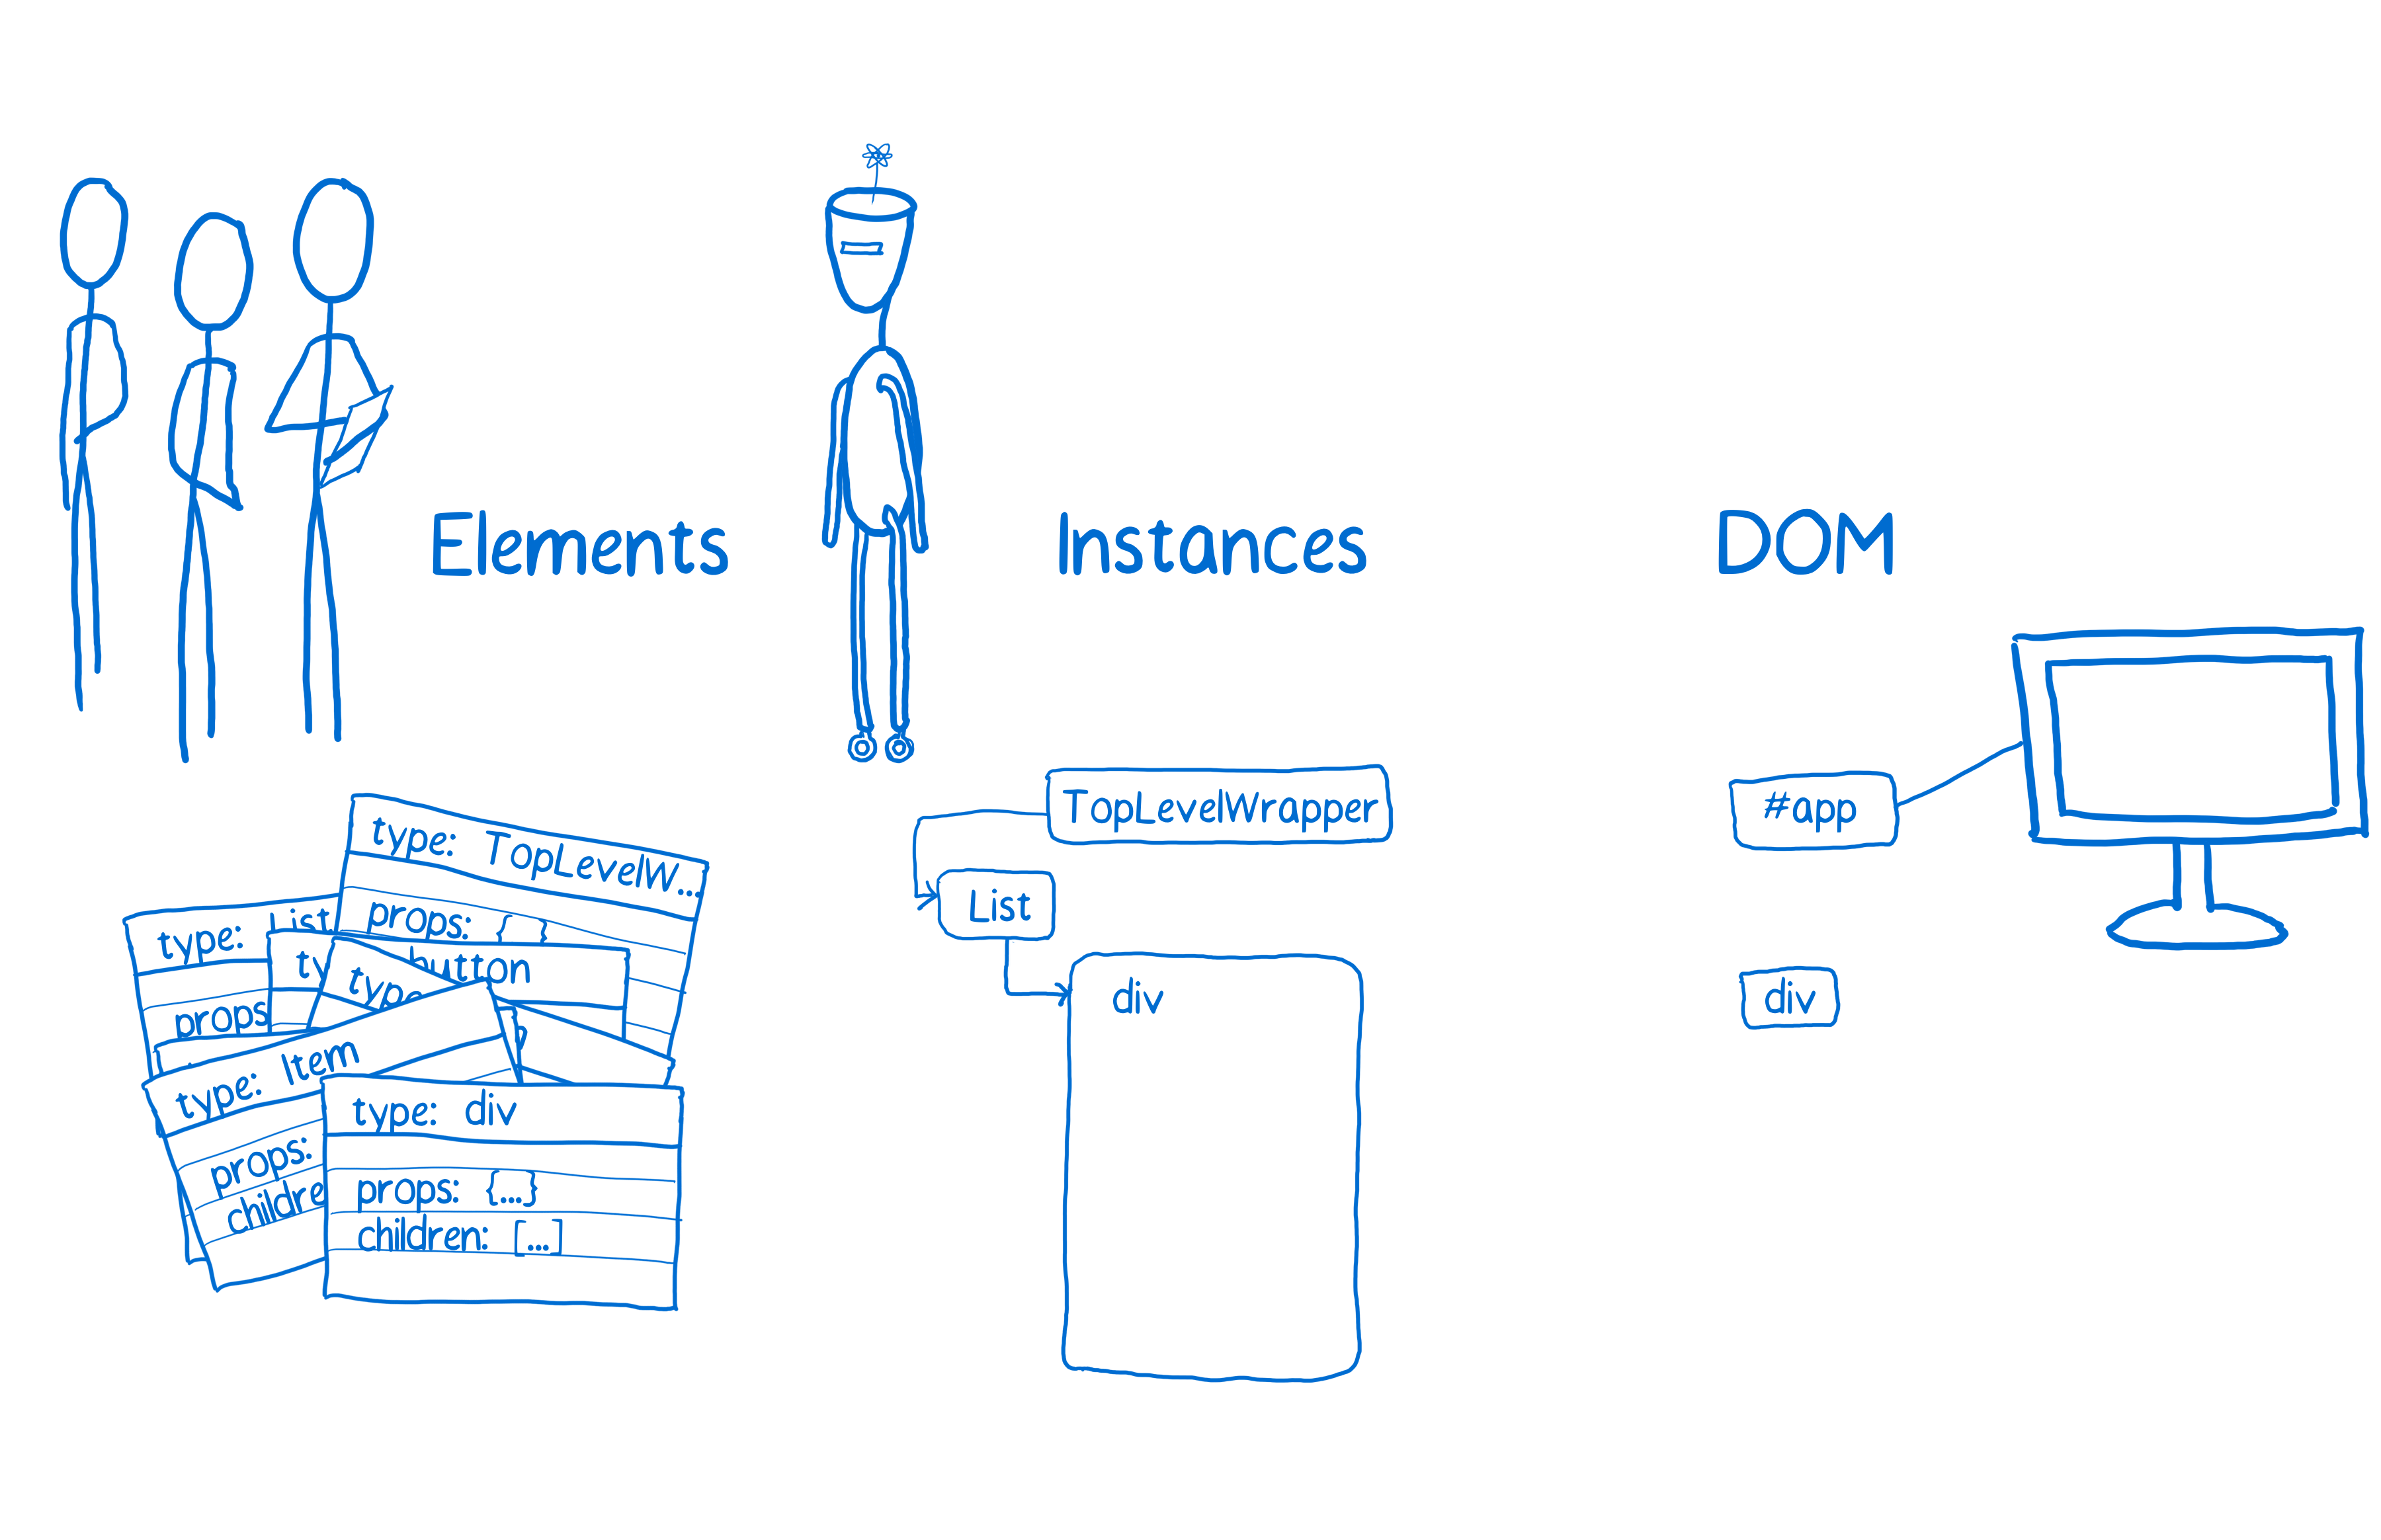 Elements
Instances
DOM
type: TopLevelW...
props: {
type: List
props
button
type
type: Item
props:
childre
type: div
props: {...}
children: [...]
TopLevelWrapper
List
div
#app
div